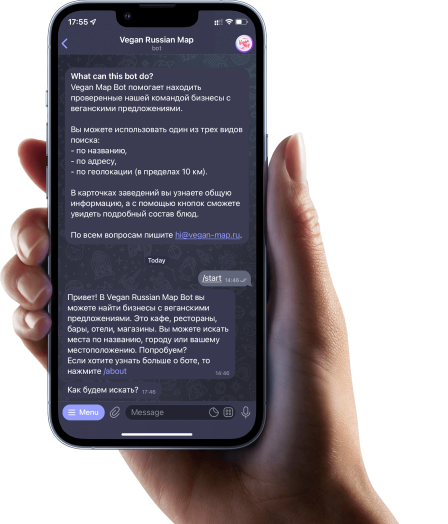 17:55
Vegan Russian Map
bot
What can this bot do?
Vegan Map Bot помогает находить
проверенные нашей командой бизнесы с
веганскими предложениями.
Вы можете использовать один из трех видов
поиска:
- по названию,
- по адресу,
- по геолокации (в пределах 10 км).
В карточках заведений вы узнаете общую
информацию, а с помощью кнопок сможете
увидеть подробный состав блюд.
По всем вопросам пишите hi@vegan-map.ru.
Today
/start 14:46
Привет! В Vegan Russian Map Bot вы
можете найти бизнесы с веганскими
предложениями. Это кафе, рестораны,
бары, отели, магазины. Вы можете искать
места по названию, городу или вашему
местоположению. Попробуем?
Если хотите узнать больше о боте, то
нажмите /about
14:46
Как будем искать? 17:46
Menu
Message